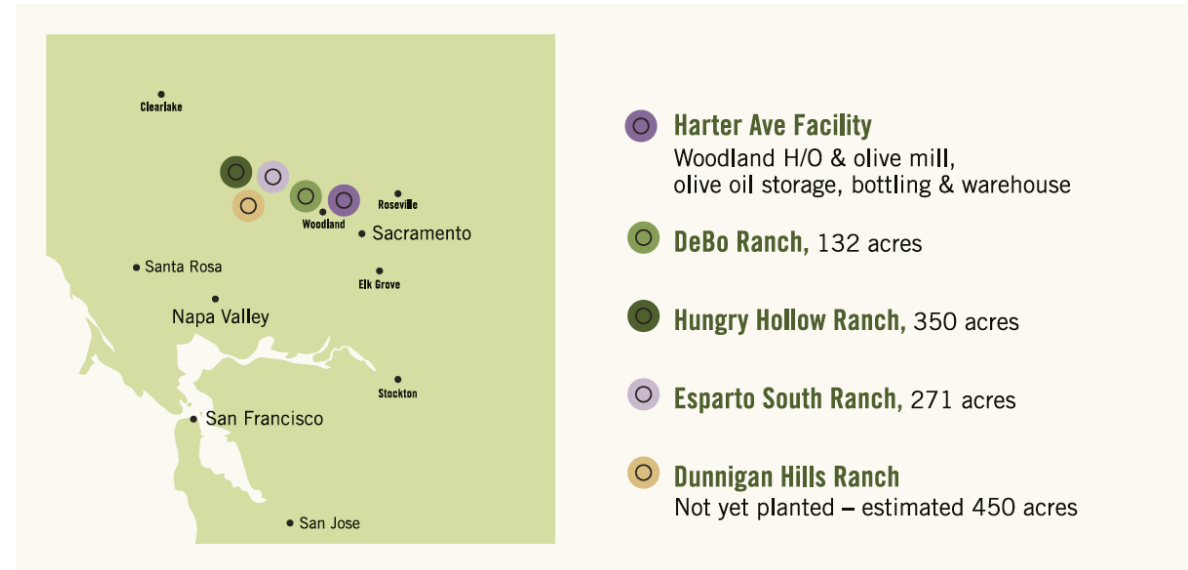 Clearlake
Roseville
Woodland
Sacramento
Santa Rosa
Elk Grove
Napa Valley
Stockton
San Francisco
San Jose
Harter Ave Facility
Woodland H/O & olive mill,
olive oil storage, bottling & warehouse
DeBo Ranch, 132 acres
Hungry Hollow Ranch, 350 acres
Esparto South Ranch, 271 acres
Dunnigan Hills Ranch
Not yet planted – estimated 450 acres